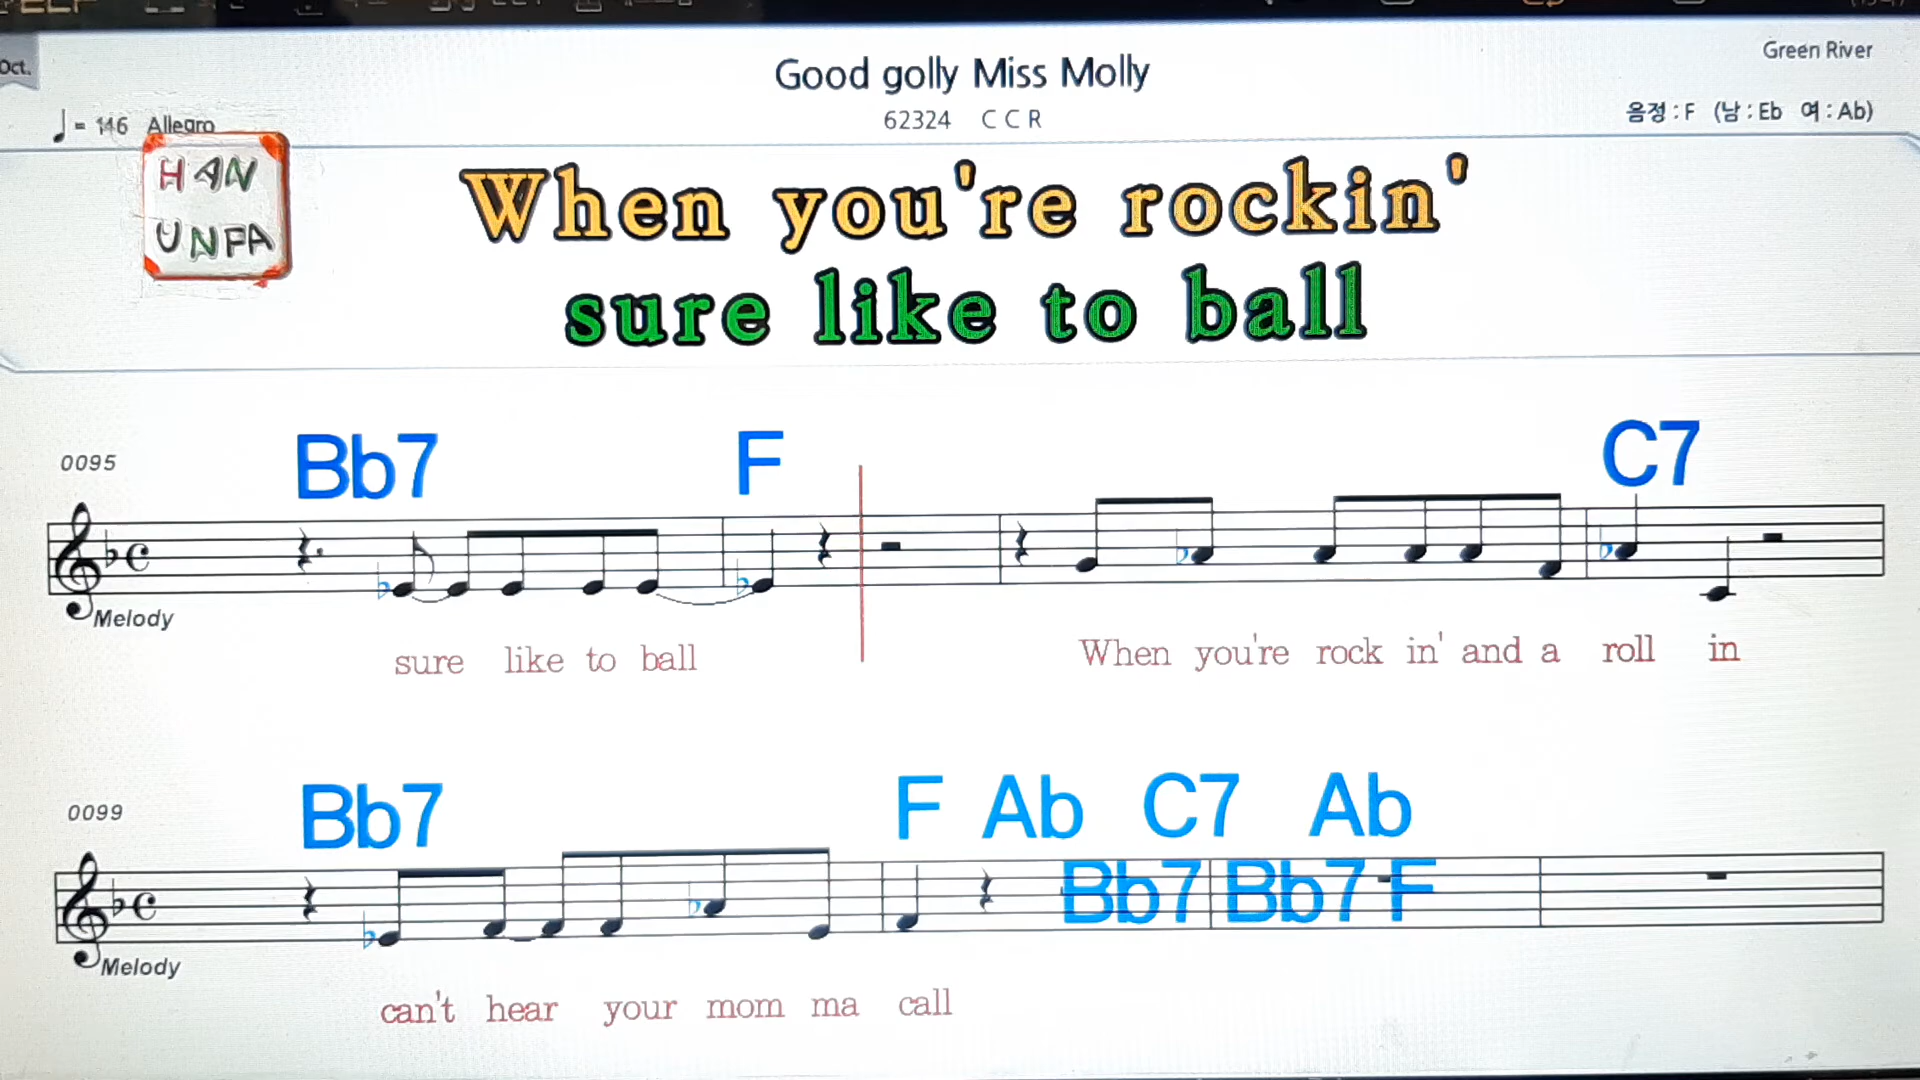 Oct.
Good golly Miss Molly
Green River
62324 C C R
♩= 146 Allegro
음정 : F (남 : Eb 여 : Ab)
HAN
UNFA
When you're rockin'
sure like to ball
0095
Bb7 F C7
Melody
sure like to ball When you're rock in' and a roll in
0099
Bb7 F Ab C7 Ab
Bb7 Bb7 F
Melody
can't hear your mom ma call